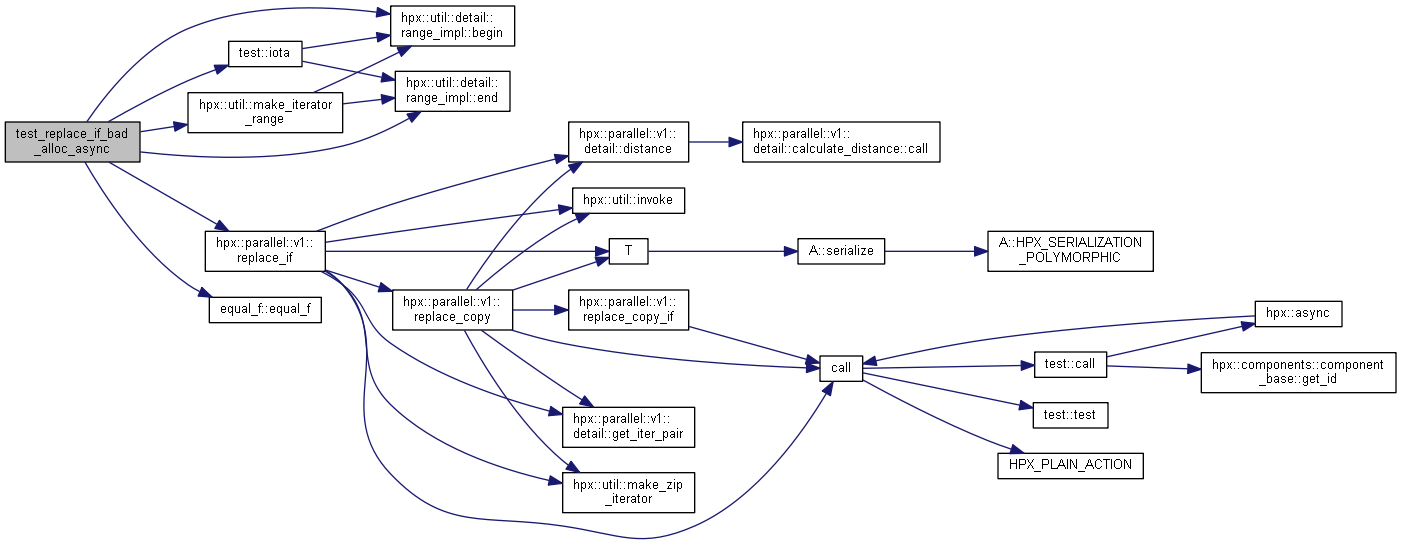 test_replace_if_bad
_alloc_async
hpx::util::detail::
range_impl::begin
test::iota
hpx::util::detail::
range_impl::end
hpx::util::make_iterator
_range
hpx::parallel::v1::
replace_if
equal_f::equal_f
hpx::parallel::v1::
detail::distance
hpx::parallel::v1::
detail::calculate_distance::call
hpx::util::invoke
T
A::serialize
A::HPX_SERIALIZATION
_POLYMORPHIC
hpx::parallel::v1::
replace_copy
hpx::parallel::v1::
replace_copy_if
call
hpx::async
test::call
hpx::components::component
_base::get_id
test::test
HPX_PLAIN_ACTION
hpx::parallel::v1::
detail::get_iter_pair
hpx::util::make_zip
_iterator